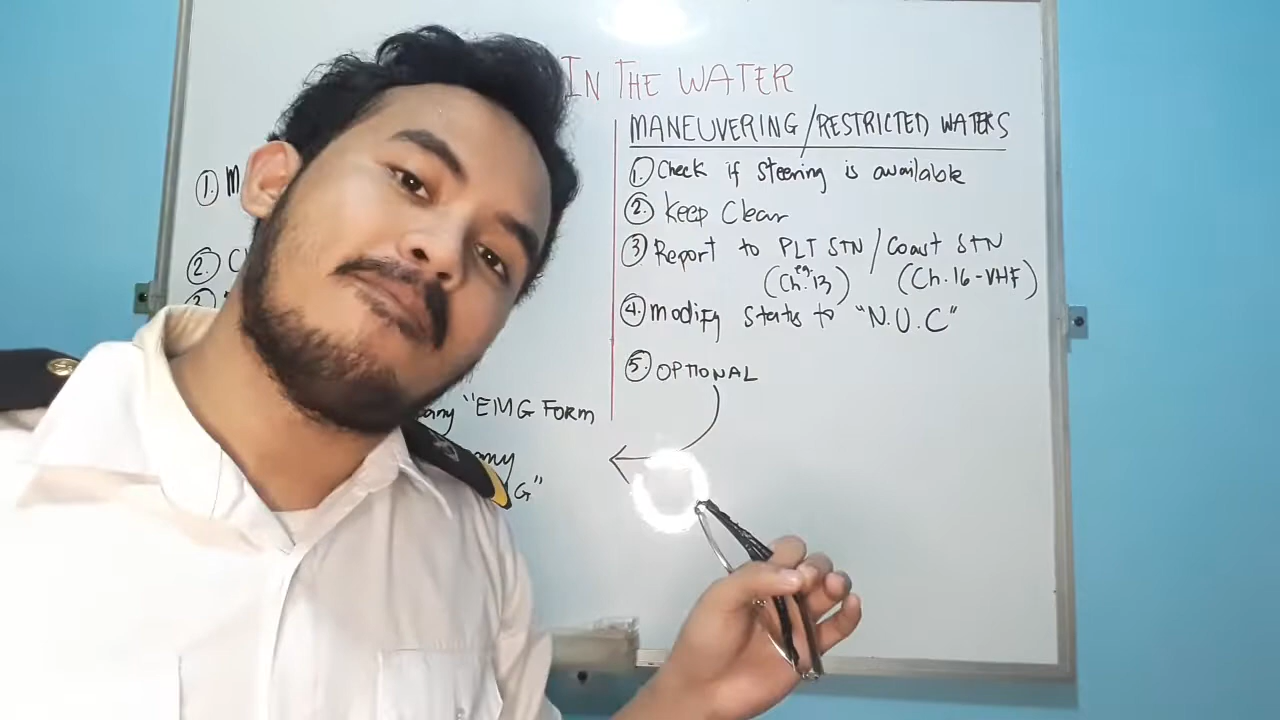 IN THE WATER
1. M
2. C
any "EMG FORM
any
G"
MANEUVERING/RESTRICTED WATERS
1. Check if steering is available
2. Keep Clear
3 Report to PLT STN / Coast STN
(eg. Ch. 13) (Ch. 16-VHF)
4. Modify status to "N.U.C"
5. OPTIONAL